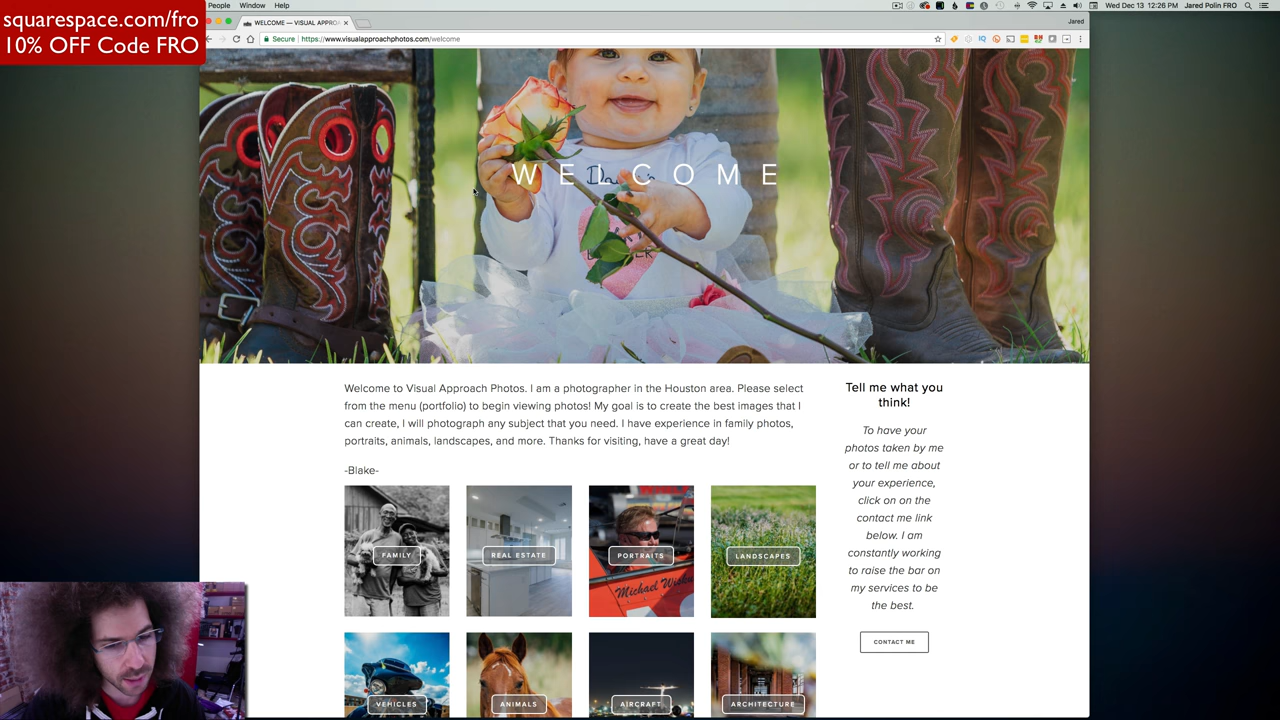 squarespace.com/fro
10% OFF Code FRO
People Window Help
Wed Dec 13 12:26 PM Jared Polin FRO
WELCOME — VISUAL APPRO
Jared
Secure https://www.visualapproachphotos.com/welcome
WELCOME
Welcome to Visual Approach Photos. I am a photographer in the Houston area. Please select
from the menu (portfolio) to begin viewing photos! My goal is to create the best images that I
can create, I will photograph any subject that you need. I have experience in family photos,
portraits, animals, landscapes, and more. Thanks for visiting, have a great day!
-Blake-
Tell me what you
think!
To have your
photos taken by me
or to tell me about
your experience,
click on on the
contact me link
below. I am
constantly working
to raise the bar on
my services to be
the best.
CONTACT ME
FAMILY
REAL ESTATE
PORTRAITS
LANDSCAPES
Michael Wisk
VEHICLES
ANIMALS
AIRCRAFT
ARCHITECTURE